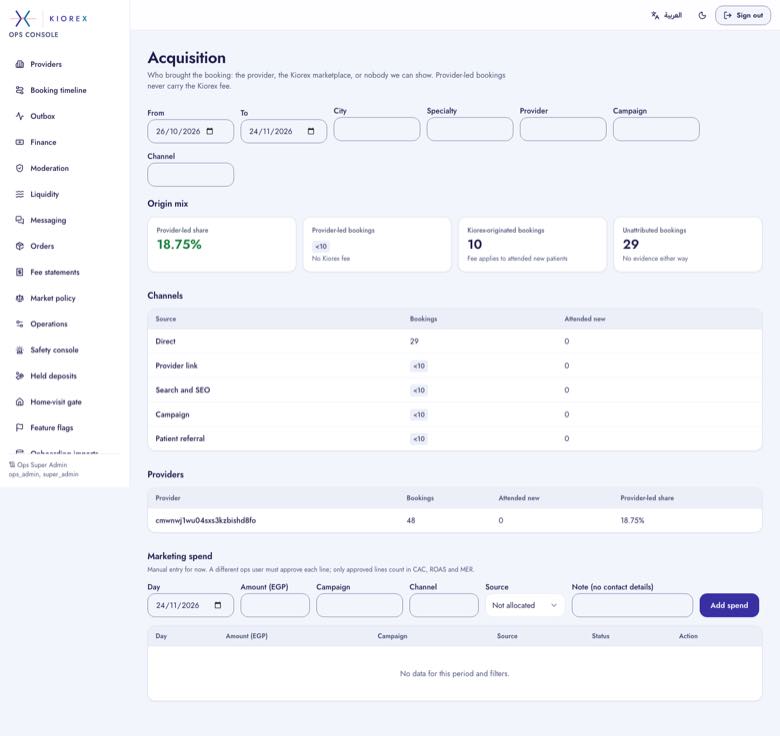 KIOREX
OPS CONSOLE
العربية
Sign out
Providers
Booking timeline
Outbox
Finance
Moderation
Liquidity
Messaging
Orders
Fee statements
Market policy
Operations
Safety console
Held deposits
Home-visit gate
Feature flags
Onboarding imports
Ops Super Admin
ops_admin, super_admin
Acquisition
Who brought the booking: the provider, the Kiorex marketplace, or nobody we can show. Provider-led bookings
never carry the Kiorex fee.
From To City Specialty Provider Campaign
26/10/2026 24/11/2026
Channel
Origin mix
Provider-led share Provider-led bookings Kiorex-originated bookings Unattributed bookings
18.75% <10 10 29
No Kiorex fee Fee applies to attended new patients No evidence either way
Channels
Source Bookings Attended new
Direct 29 0
Provider link <10 0
Search and SEO <10 0
Campaign <10 0
Patient referral <10 0
Providers
Provider Bookings Attended new Provider-led share
cmwnwj1wu04sxs3kzbishd8fo 48 0 18.75%
Marketing spend
Manual entry for now. A different ops user must approve each line; only approved lines count in CAC, ROAS and MER.
Day Amount (EGP) Campaign Channel Source Note (no contact details)
24/11/2026 Not allocated Add spend
Day Amount (EGP) Campaign Source Status Action
No data for this period and filters.